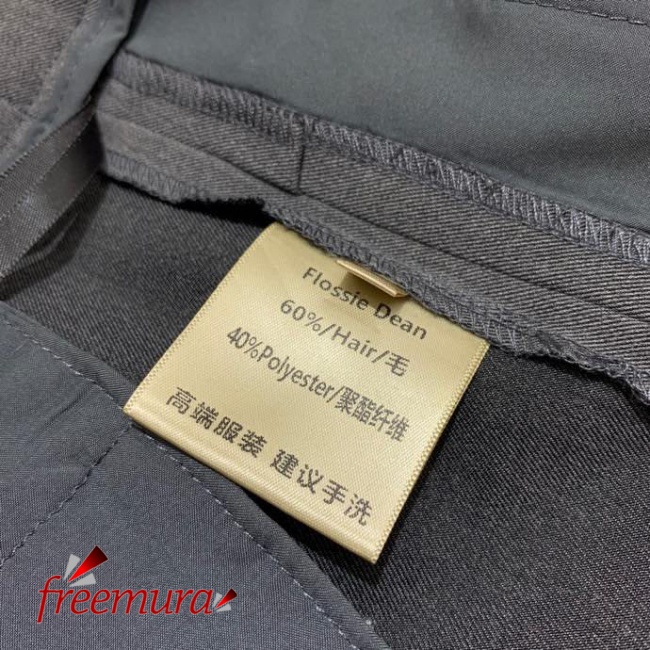 Flossie Dean
60%/Hair/毛
40%Polyester/聚酯纤维
高端服装 建议手洗
freemura